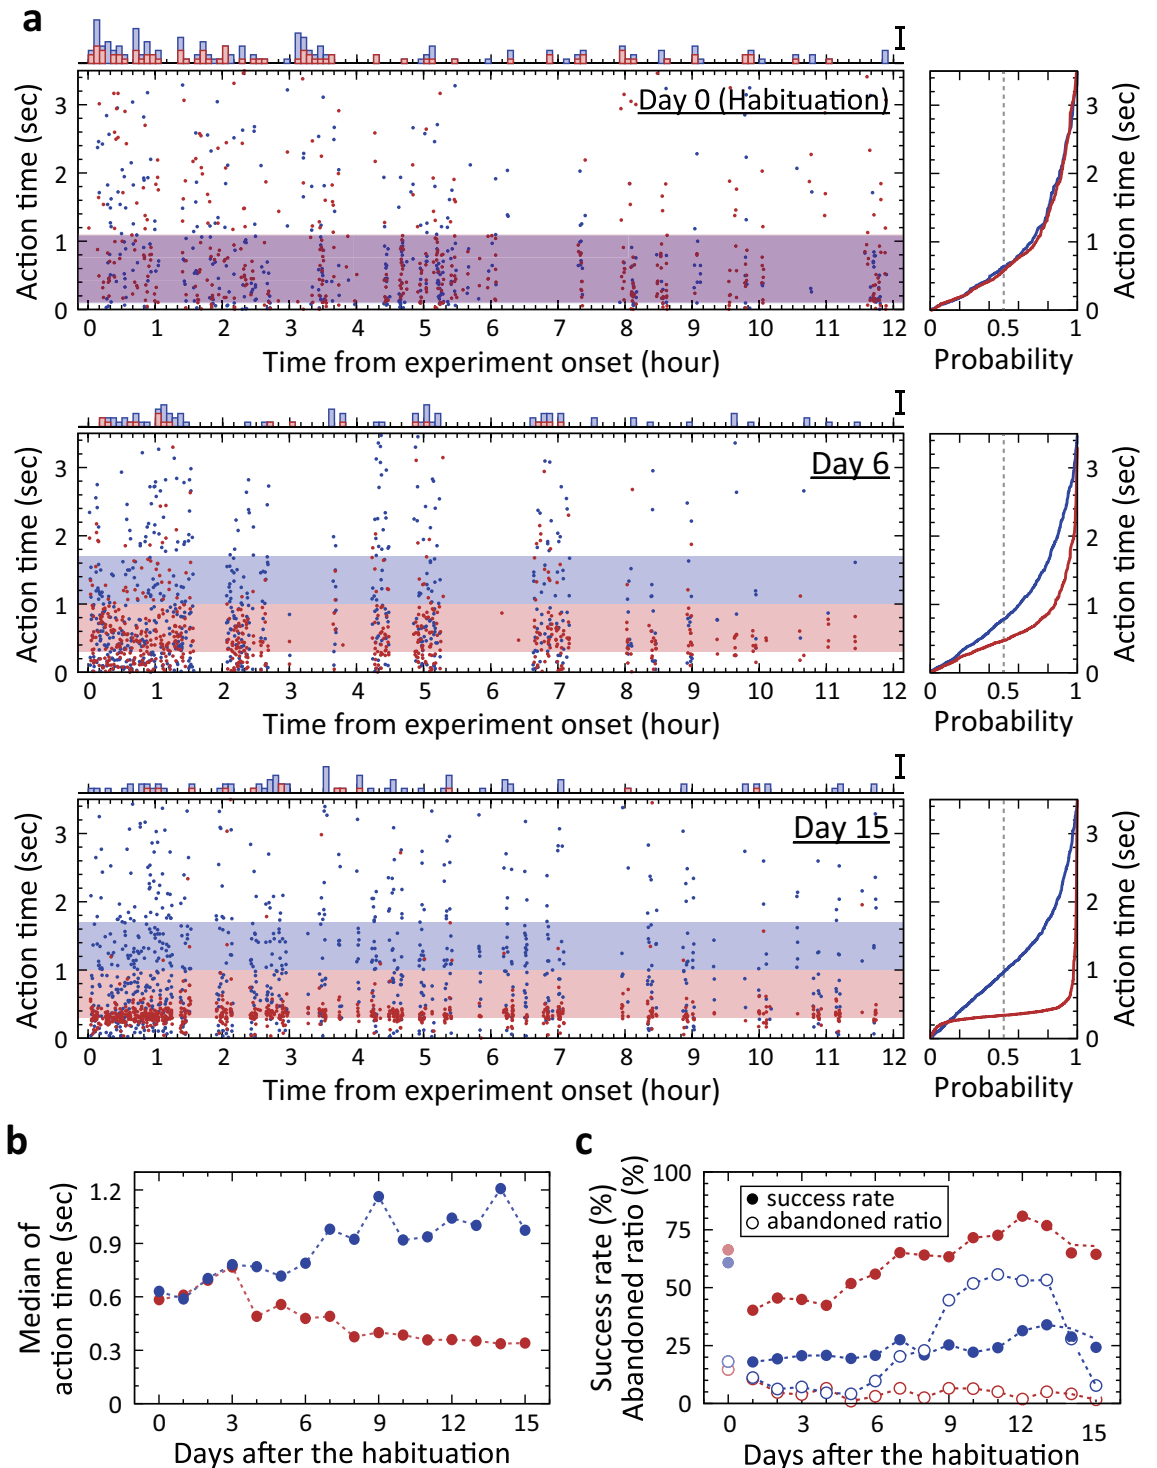 a
Day 0 (Habituation)
Action time (sec)
3
2
1
0
0 1 2 3 4 5 6 7 8 9 10 11 12
Time from experiment onset (hour)
3
2
1
0
Action time (sec)
0 0.5 1
Probability
Day 6
Action time (sec)
3
2
1
0
0 1 2 3 4 5 6 7 8 9 10 11 12
Time from experiment onset (hour)
3
2
1
0
Action time (sec)
0 0.5 1
Probability
Day 15
Action time (sec)
3
2
1
0
0 1 2 3 4 5 6 7 8 9 10 11 12
Time from experiment onset (hour)
3
2
1
0
Action time (sec)
0 0.5 1
Probability
b
Median of
action time (sec)
1.2
0.9
0.6
0.3
0
0 3 6 9 12 15
Days after the habituation
c
Success rate (%)
Abandoned ratio (%)
100
75
50
25
0
success rate
abandoned ratio
0 3 6 9 12 15
Days after the habituation